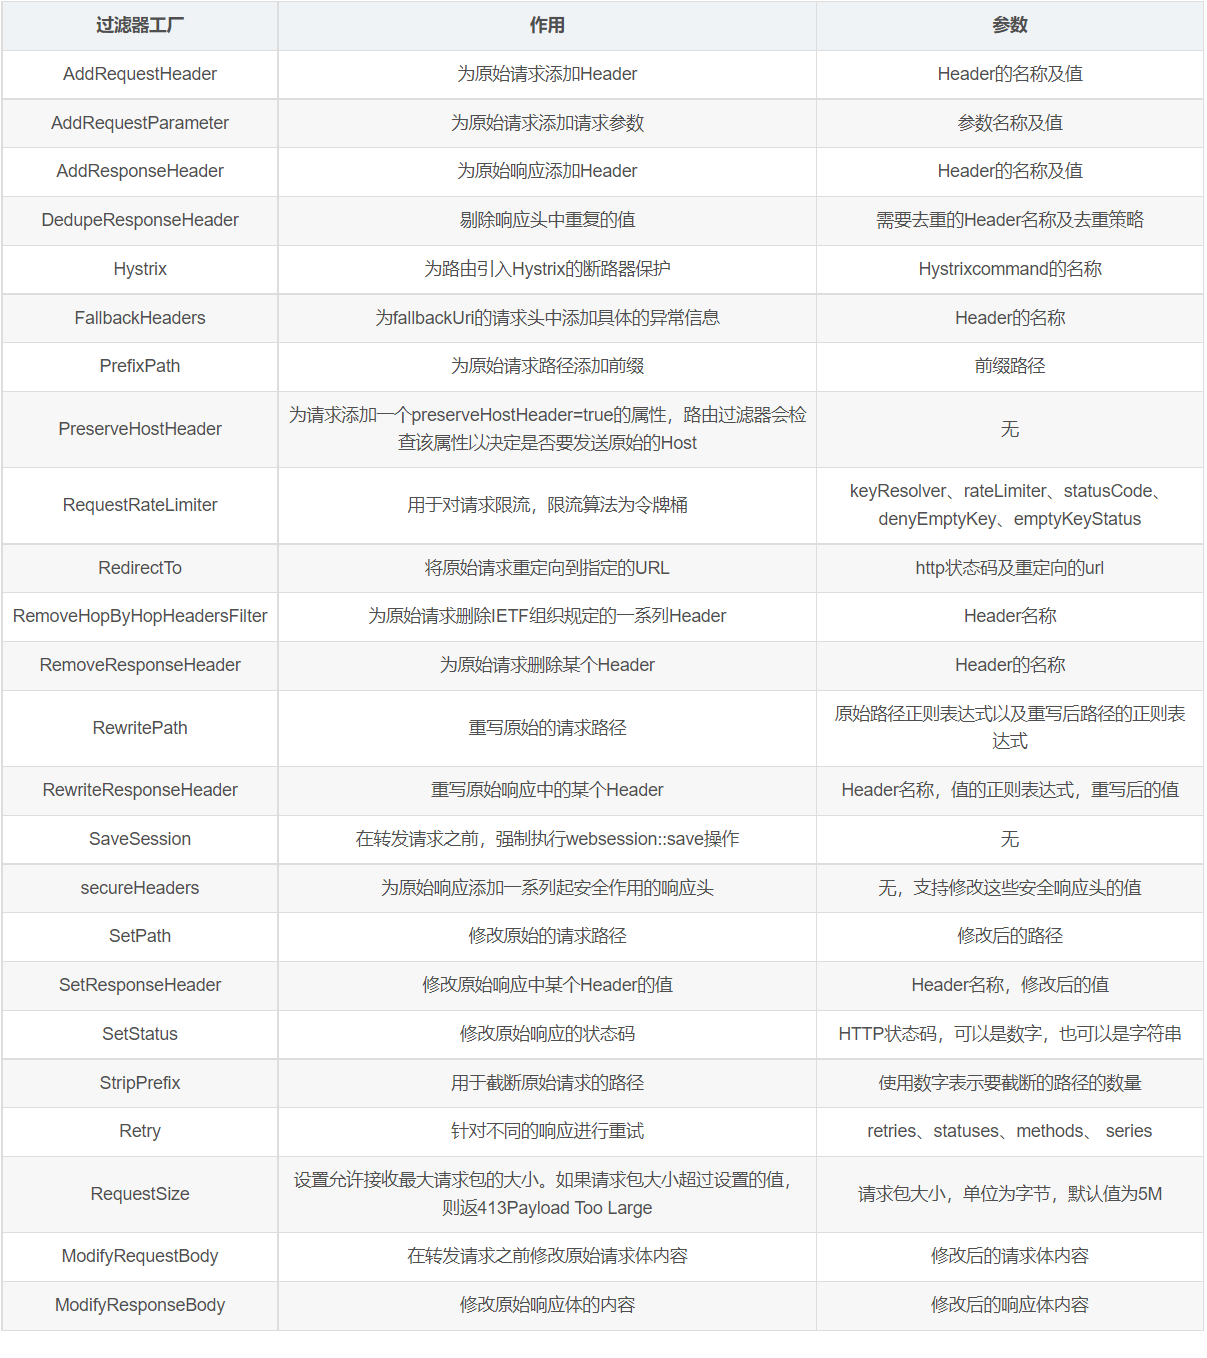 过滤器工厂 作用 参数
AddRequestHeader 为原始请求添加Header Header的名称及值
AddRequestParameter 为原始请求添加请求参数 参数名称及值
AddResponseHeader 为原始响应添加Header Header的名称及值
DedupeResponseHeader 剔除响应头中重复的值 需要去重的Header名称及去重策略
Hystrix 为路由引入Hystrix的断路器保护 Hystrixcommand的名称
FallbackHeaders 为fallbackUri的请求头中添加具体的异常信息 Header的名称
PrefixPath 为原始请求路径添加前缀 前缀路径
PreserveHostHeader 为请求添加一个preserveHostHeader=true的属性，路由过滤器会检
查该属性以决定是否要发送原始的Host 无
RequestRateLimiter 用于对请求限流，限流算法为令牌桶 keyResolver、rateLimiter、statusCode、
denyEmptyKey、emptyKeyStatus
RedirectTo 将原始请求重定向到指定的URL http状态码及重定向的url
RemoveHopByHopHeadersFilter 为原始请求删除IETF组织规定的一系列Header Header名称
RemoveResponseHeader 为原始请求删除某个Header Header的名称
RewritePath 重写原始的请求路径 原始路径正则表达式以及重写后路径的正则表
达式
RewriteResponseHeader 重写原始响应中的某个Header Header名称，值的正则表达式，重写后的值
SaveSession 在转发请求之前，强制执行websession::save操作 无
secureHeaders 为原始响应添加一系列起安全作用的响应头 无，支持修改这些安全响应头的值
SetPath 修改原始的请求路径 修改后的路径
SetResponseHeader 修改原始响应中某个Header的值 Header名称，修改后的值
SetStatus 修改原始响应的状态码 HTTP状态码，可以是数字，也可以是字符串
StripPrefix 用于截断原始请求的路径 使用数字表示要截断的路径的数量
Retry 针对不同的响应进行重试 retries、statuses、methods、 series
RequestSize 设置允许接收最大请求包的大小。如果请求包大小超过设置的值，
则返413Payload Too Large 请求包大小，单位为字节，默认值为5M
ModifyRequestBody 在转发请求之前修改原始请求体内容 修改后的请求体内容
ModifyResponseBody 修改原始响应体的内容 修改后的响应体内容